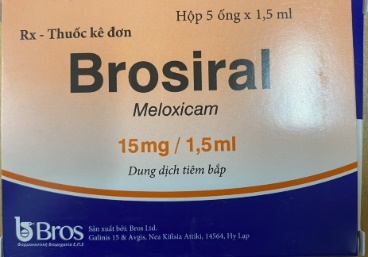 Hộp 5 ống x 1,5 ml
Rx - Thuốc kê đơn
Brosiral
Meloxicam
15mg / 1,5ml
Dung dịch tiêm bắp
Bros
Sản xuất bởi: Bros Ltd.
Galinis 15 & Avgis, Nea Kifisia Attiki, 14564, Hy Lạp